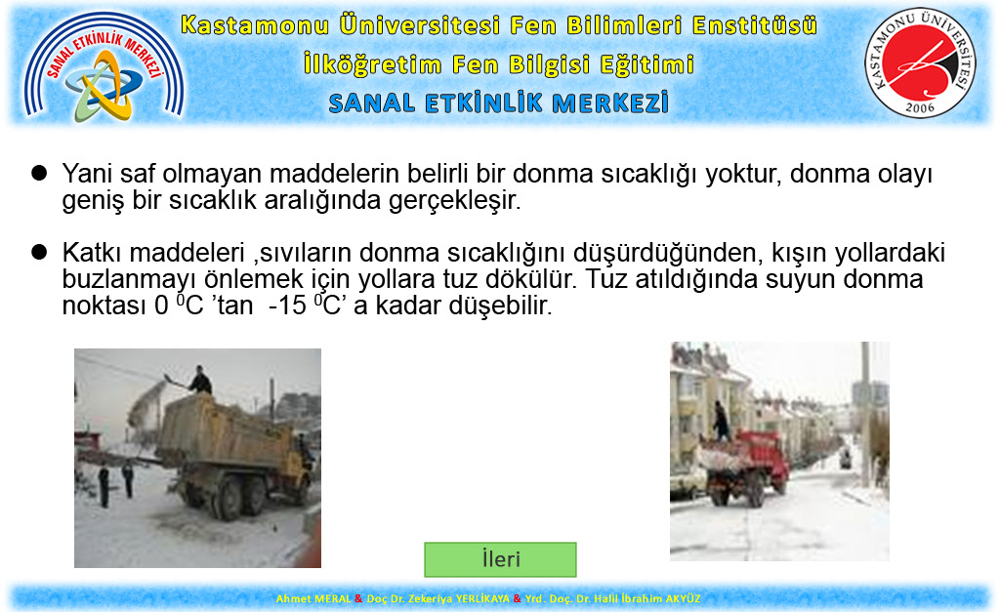 Kastamonu Üniversitesi Fen Bilimleri Enstitüsü
İlköğretim Fen Bilgisi Eğitimi
SANAL ETKİNLİK MERKEZİ
SANAL ETKİNLİK MERKEZİ
KASTAMONU ÜNİVERSİTESİ
2006
● Yani saf olmayan maddelerin belirli bir donma sıcaklığı yoktur, donma olayı
geniş bir sıcaklık aralığında gerçekleşir.
● Katkı maddeleri ,sıvıların donma sıcaklığını düşürdüğünden, kışın yollardaki
buzlanmayı önlemek için yollara tuz dökülür. Tuz atıldığında suyun donma
noktası 0 ⁰C ’tan -15 ⁰C’ a kadar düşebilir.
İleri
Ahmet MERAL & Doç Dr. Zekeriya YERLİKAYA & Yrd. Doç. Dr. Halil İbrahim AKYÜZ